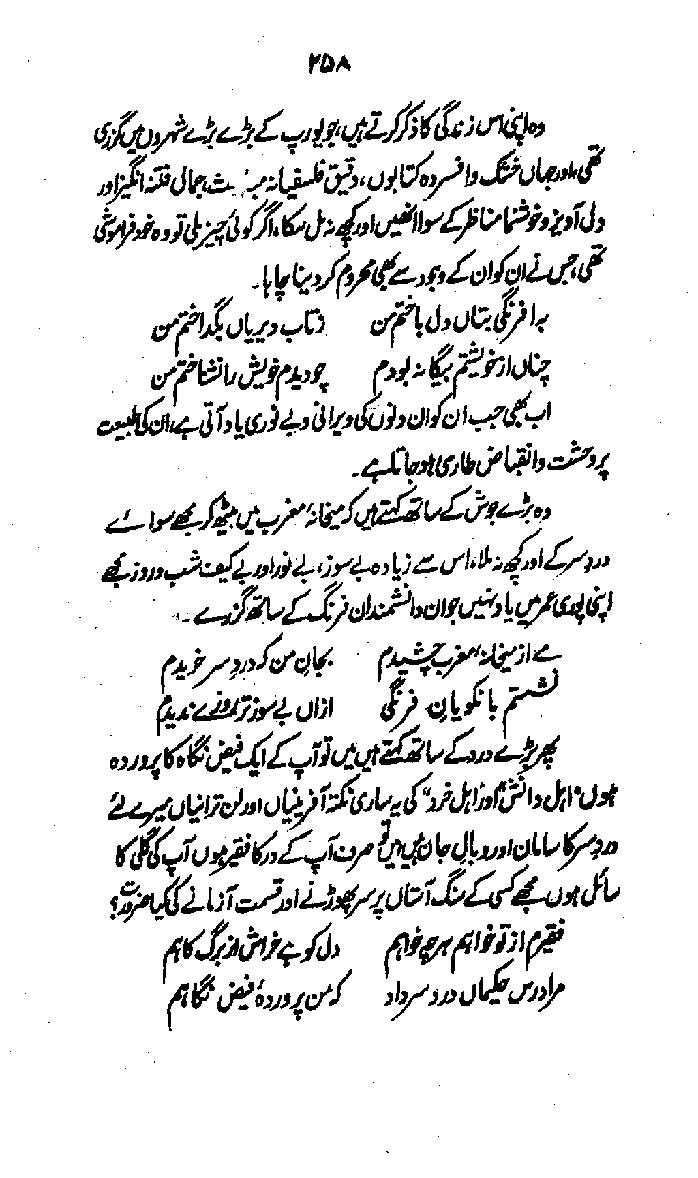 ۲۵۸
وہ اپنی اس زندگی کا ذکر کرتے ہیں، جو یورپ کے بڑے بڑے شہروں میں گزری
تھی، اور جہاں خشک و افسردہ کتابوں، دقیق فلسفیانہ جمالی فتنہ انگیز اور
دل آویز و خوشنما مناظر کے سوا انھیں اور کچھ نہ مل سکا، اگر کوئی چیز ملی تو وہ خود فراموشی
تھی، جس نے ان کو ان کے وجود سے بھی محروم کر دینا چاہا۔
بہ افرنگی بتاں دل باختم من زتاب دیریاں بگداختم من
چناں از خویشتم بیگانہ بودم چو دیدم خویش را نشناختم من
اب بھی جب ان کو ان دنوں کی ویرانی و بے نوری یاد آتی ہے، ان کی طبیعت
پر وحشت و انقباض طاری ہو جاتا ہے۔
وہ بڑے جوش کے ساتھ کہتے ہیں کہ میخانۂ مغرب میں بیٹھ کر مجھے سوائے
درد سر کے اور کچھ نہ ملا، اس سے زیادہ بے سوز، بے نور اور بے کیف شب و روز مجھے
اپنی پوری عمر میں یاد نہیں جو ان دانشمندان فرنگ کے ساتھ گزرے۔
مے از میخانۂ مغرب چشیدم بجان من کہ درد سر خریدم
نشستم با نکویان فرنگی ازاں بے سوز تر روزے ندیدم
پھر بڑے درد کے ساتھ کہتے ہیں میں تو آپ کے ایک فیض نگاہ کا پروردہ
ہوں "اہل دانش" اور "اہل خرد" کی یہ ساری نکتہ آفرینیاں اور لن ترانیاں میرے لئے
درد سر کا سامان اور وبال جان ہیں میں تو صرف آپ کے در کا فقیر ہوں آپ کی گلی کا
سائل ہوں مجھے کسی کے سنگ آستاں پر سر پھوڑنے اور قسمت آزمانے کی کیا ضرورت؟
فقیرم از تو خواہم ہر چہ خواہم دل کوہے خراش از برگ کاہم
مرا درس حکیماں درد سر داد کہ من پروردۂ فیض نگاہم